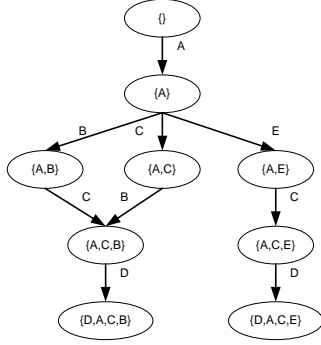 {}
A
{A}
B C E
{A,B} {A,C} {A,E}
C B C
{A,C,B} {A,C,E}
D D
{D,A,C,B} {D,A,C,E}